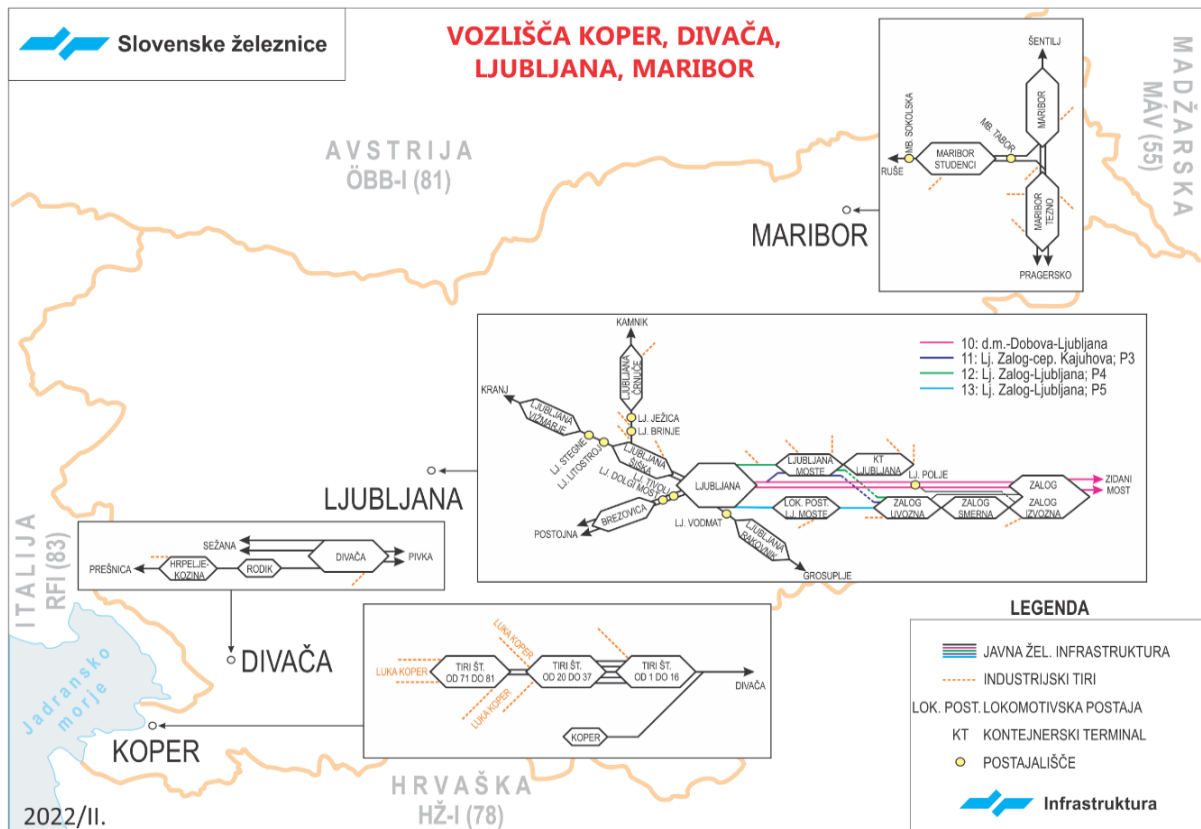 Slovenske železnice
VOZLIŠČA KOPER, DIVAČA,
LJUBLJANA, MARIBOR
AVSTRIJA
ÖBB-I (81)
MADŽARSKA
MÁV (55)
ITALIJA
RFI (83)
HRVAŠKA
HŽ-I (78)
Jadransko
morje
MARIBOR
ŠENTILJ
MARIBOR
MB. SOKOLSKA
MB. TABOR
MARIBOR
STUDENCI
RUŠE
MARIBOR
TEZNO
PRAGERSKO
LJUBLJANA
KAMNIK
LJUBLJANA
ČRNUČE
KRANJ
LJUBLJANA
VIŽMARJE
LJ. JEŽICA
LJ. BRINJE
LJ. STEGNE
LJ. LITOSTROJ
LJUBLJANA
ŠIŠKA
LJ. TIVOLI
LJ. DOLGI MOST
LJUBLJANA
BREZOVICA
POSTOJNA
LJ. VODMAT
LJUBLJANA
RAKOVNIK
GROSUPLJE
LJUBLJANA
MOSTE
KT
LJUBLJANA
LJ. POLJE
LOK. POST.
LJ. MOSTE
ZALOG
UVOZNA
ZALOG
SMERNA
ZALOG
ZALOG
IZVOZNA
ZIDANI
MOST
10: d.m.-Dobova-Ljubljana
11: Lj. Zalog-cep. Kajuhova; P3
12: Lj. Zalog-Ljubljana; P4
13: Lj. Zalog-Ljubljana; P5
DIVAČA
SEŽANA
DIVAČA
PIVKA
PREŠNICA
HRPELJE-
KOZINA
RODIK
KOPER
LUKA KOPER
LUKA KOPER
LUKA KOPER
TIRI ŠT.
OD 71 DO 81
TIRI ŠT.
OD 20 DO 37
TIRI ŠT.
OD 1 DO 16
DIVAČA
KOPER
LEGENDA
JAVNA ŽEL. INFRASTRUKTURA
INDUSTRIJSKI TIRI
LOK. POST. LOKOMOTIVSKA POSTAJA
KT KONTEJNERSKI TERMINAL
POSTAJALIŠČE
Infrastruktura
2022/II.